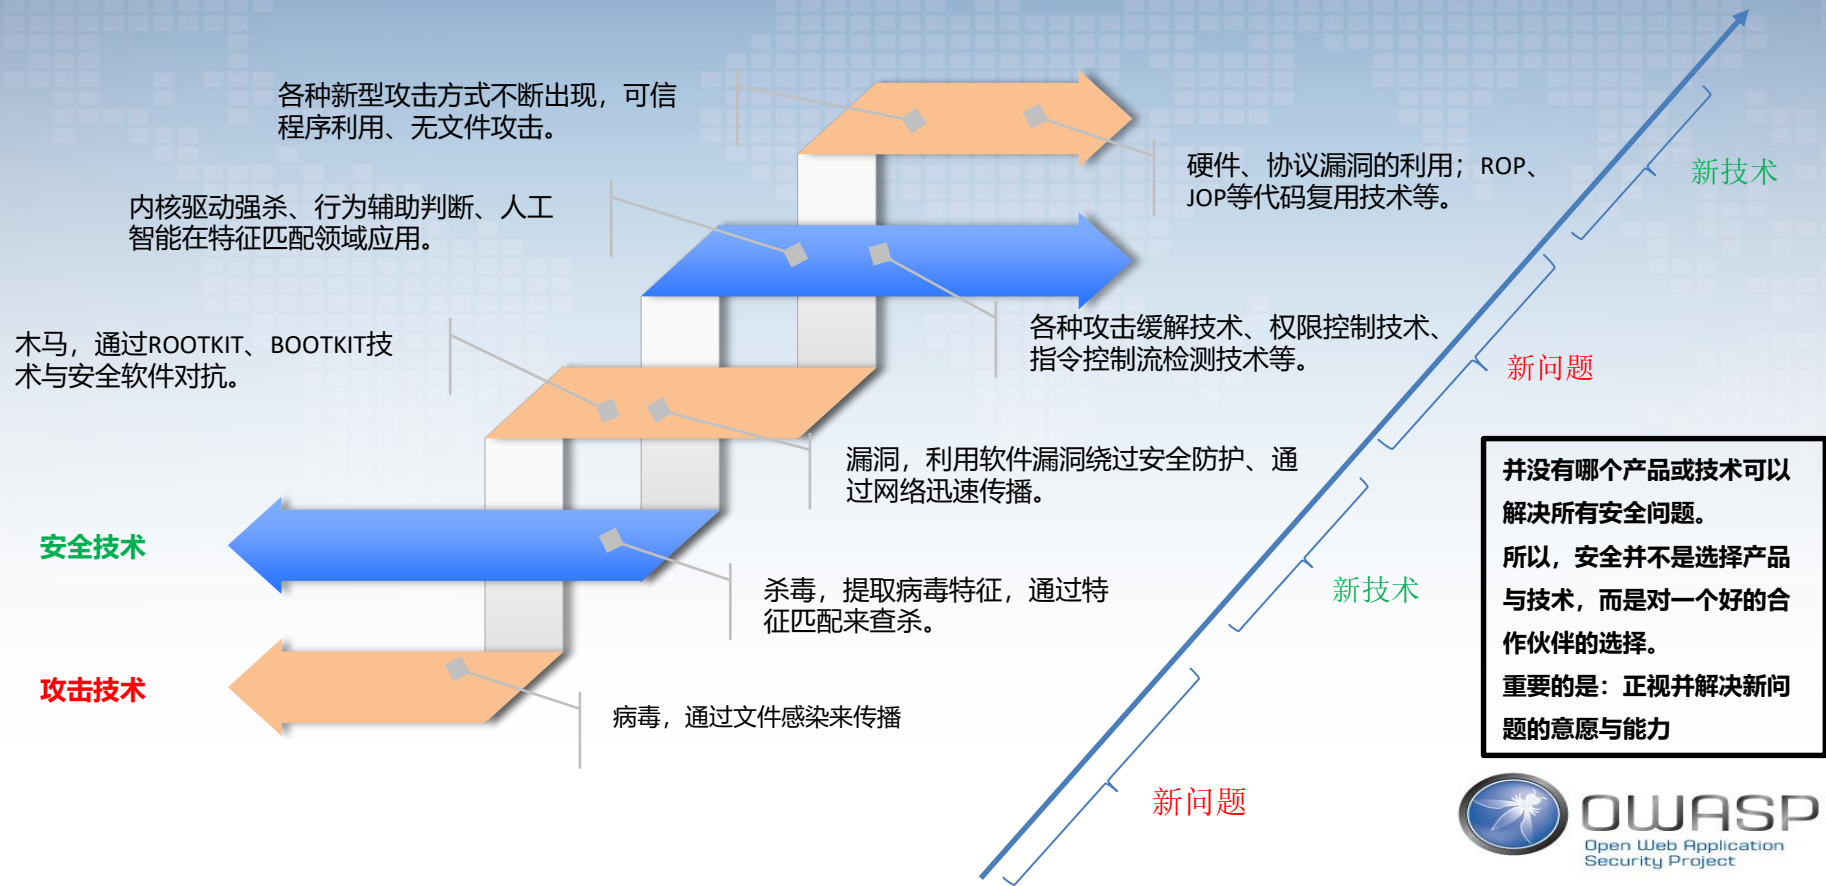 各种新型攻击方式不断出现，可信
程序利用、无文件攻击。
硬件、协议漏洞的利用；ROP、
JOP等代码复用技术等。
新技术
内核驱动强杀、行为辅助判断、人工
智能在特征匹配领域应用。
各种攻击缓解技术、权限控制技术、
指令控制流检测技术等。
新问题
木马，通过ROOTKIT、BOOTKIT技
术与安全软件对抗。
漏洞，利用软件漏洞绕过安全防护、通
过网络迅速传播。
安全技术
杀毒，提取病毒特征，通过特
征匹配来查杀。
新技术
攻击技术
病毒，通过文件感染来传播
新问题
并没有哪个产品或技术可以
解决所有安全问题。
所以，安全并不是选择产品
与技术，而是对一个好的合
作伙伴的选择。
重要的是：正视并解决新问
题的意愿与能力
OWASP
Open Web Application
Security Project